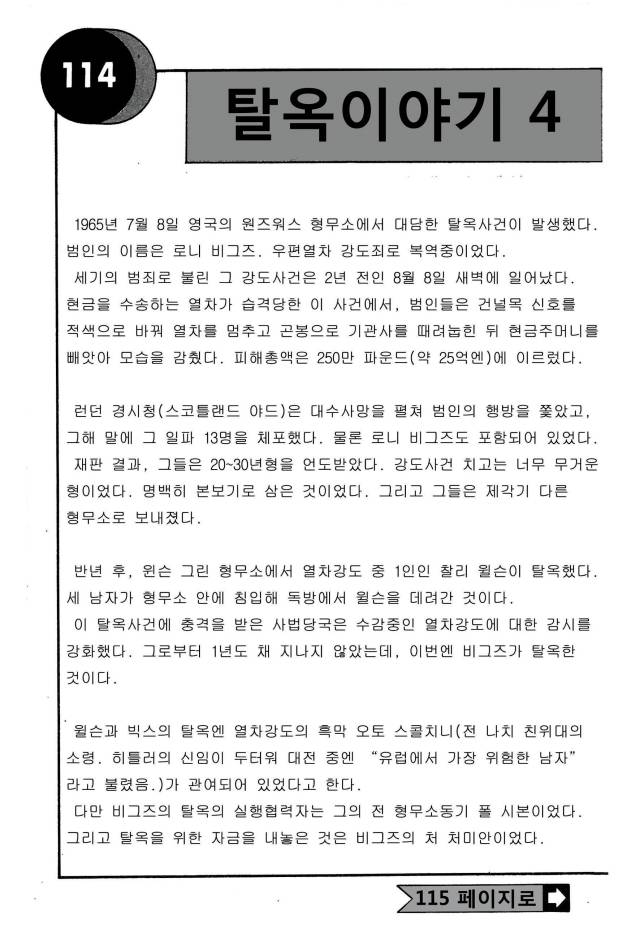 114
탈옥이야기 4
1965년 7월 8일 영국의 원즈워스 형무소에서 대담한 탈옥사건이 발생했다.
범인의 이름은 로니 비그즈. 우편열차 강도죄로 복역중이었다.
세기의 범죄로 불린 그 강도사건은 2년 전인 8월 8일 새벽에 일어났다.
현금을 수송하는 열차가 습격당한 이 사건에서, 범인들은 건널목 신호를
적색으로 바꿔 열차를 멈추고 곤봉으로 기관사를 때려눕힌 뒤 현금주머니를
빼앗아 모습을 감췄다. 피해총액은 250만 파운드(약 25억엔)에 이르렀다.
런던 경시청(스코틀랜드 야드)은 대수사망을 펼쳐 범인의 행방을 쫓았고,
그해 말에 그 일파 13명을 체포했다. 물론 로니 비그즈도 포함되어 있었다.
재판 결과, 그들은 20~30년형을 언도받았다. 강도사건 치고는 너무 무거운
형이었다. 명백히 본보기로 삼은 것이었다. 그리고 그들은 제각기 다른
형무소로 보내졌다.
반년 후, 윈슨 그린 형무소에서 열차강도 중 1인인 찰리 윌슨이 탈옥했다.
세 남자가 형무소 안에 침입해 독방에서 윌슨을 데려간 것이다.
이 탈옥사건에 충격을 받은 사법당국은 수감중인 열차강도에 대한 감시를
강화했다. 그로부터 1년도 채 지나지 않았는데, 이번엔 비그즈가 탈옥한
것이다.
윌슨과 빅스의 탈옥엔 열차강도의 흑막 오토 스콜치니(전 나치 친위대의
소령. 히틀러의 신임이 두터워 대전 중엔 “유럽에서 가장 위험한 남자”
라고 불렸음.)가 관여되어 있었다고 한다.
다만 비그즈의 탈옥의 실행협력자는 그의 전 형무소동기 폴 시본이었다.
그리고 탈옥을 위한 자금을 내놓은 것은 비그즈의 처 처미안이었다.
115 페이지로